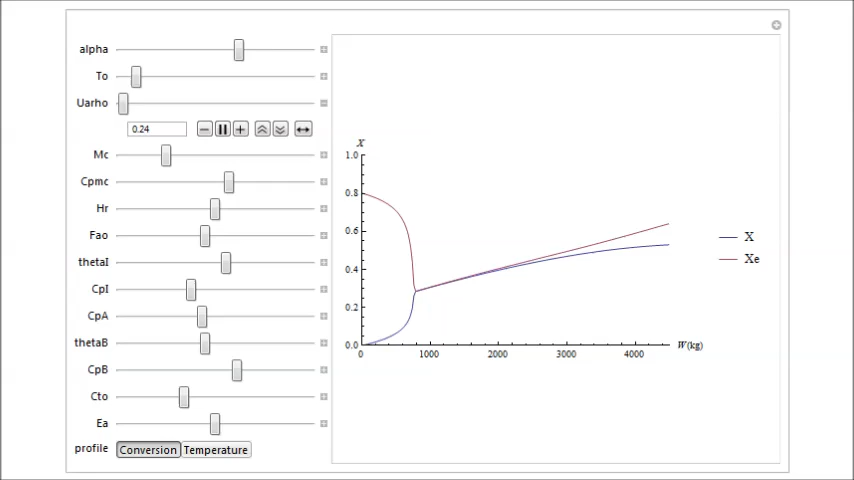 alpha
To
Uarho
0.24
Mc
Cpmc
Hr
Fao
thetaI
CpI
CpA
thetaB
CpB
Cto
Ea
profile Conversion Temperature
X
1.0
0.8
0.6
0.4
0.2
0.0
0 1000 2000 3000 4000
W(kg)
X
Xe